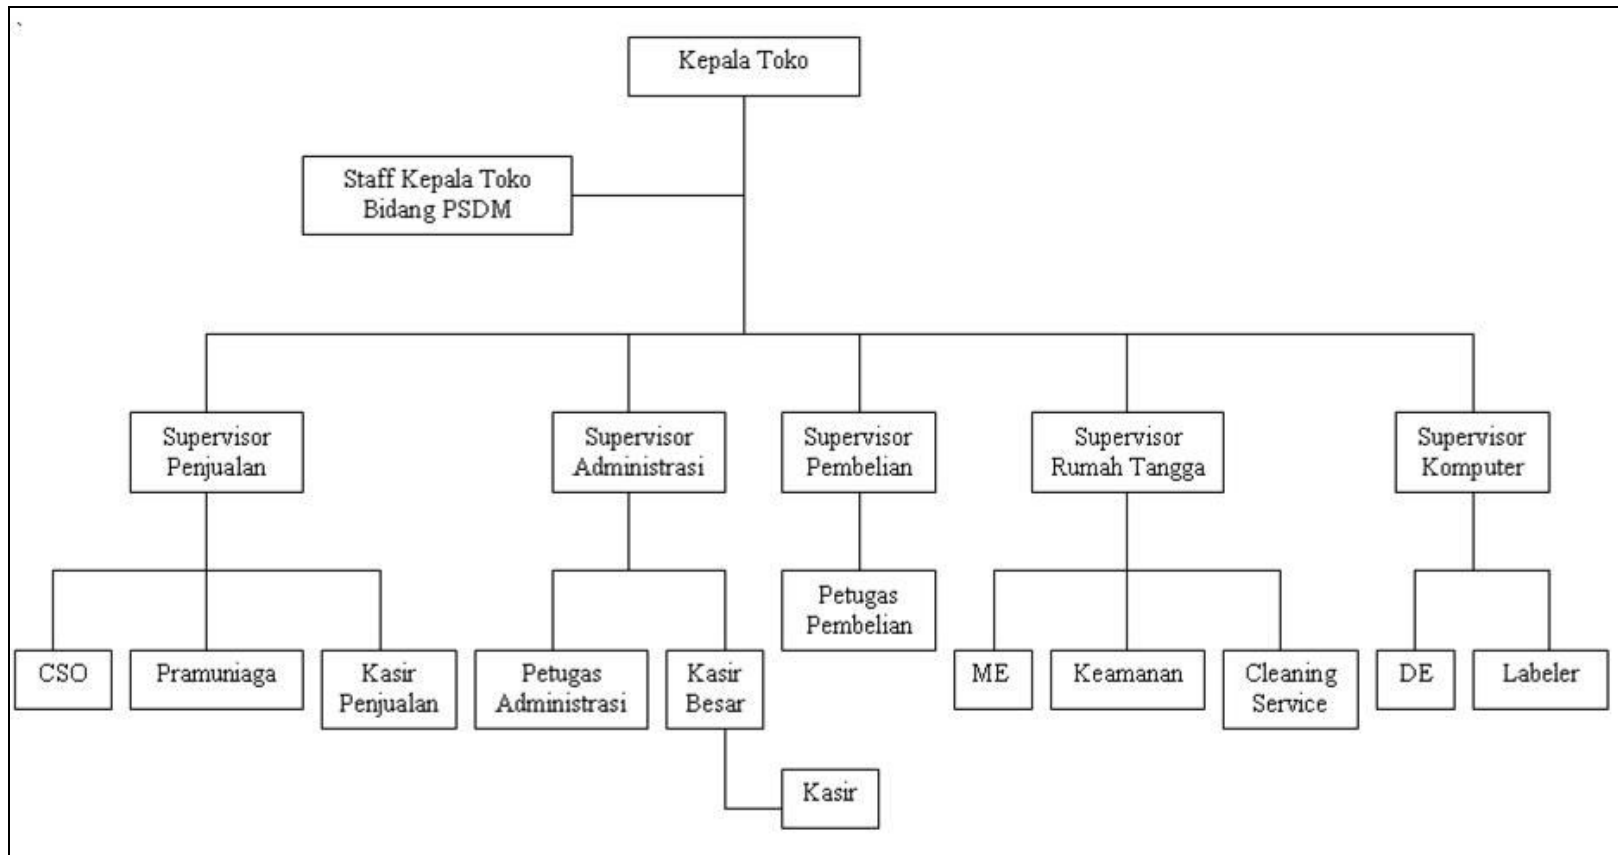 `
Kepala Toko
Staff Kepala Toko
Bidang PSDM
Supervisor
Penjualan
Supervisor
Administrasi
Supervisor
Pembelian
Supervisor
Rumah Tangga
Supervisor
Komputer
Petugas
Pembelian
CSO
Pramuniaga
Kasir
Penjualan
Petugas
Administrasi
Kasir
Besar
ME
Keamanan
Cleaning
Service
DE
Labeler
Kasir